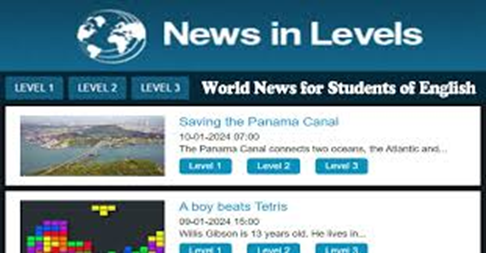 News in Levels
LEVEL 1 LEVEL 2 LEVEL 3 World News for Students of English
Saving the Panama Canal
10-01-2024 07:00
The Panama Canal connects two oceans, the Atlantic and...
Level 1 Level 2 Level 3
A boy beats Tetris
09-01-2024 15:00
Willis Gibson is 13 years old. He lives in...
Level 1 Level 2 Level 3